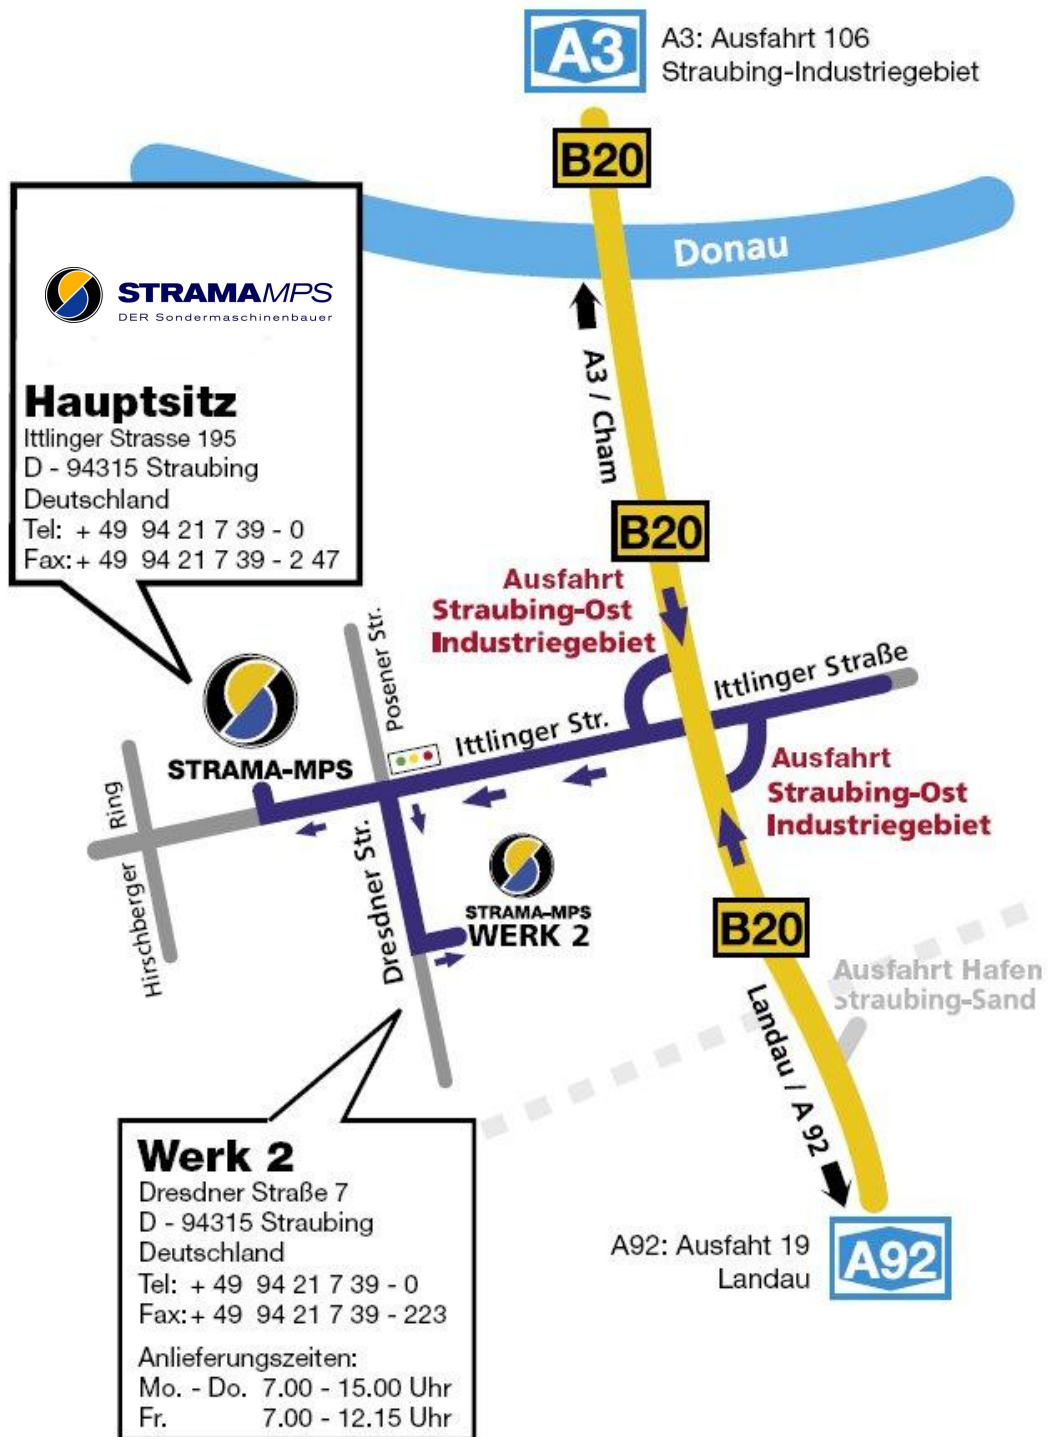 A3
A3: Ausfahrt 106
Straubing-Industriegebiet
B20
Donau
STRAMAMPS
DER Sondermaschinenbauer
Hauptsitz
Ittlinger Strasse 195
D - 94315 Straubing
Deutschland
Tel: + 49 94 21 7 39 - 0
Fax: + 49 94 21 7 39 - 2 47
A3 / Cham
B20
Ausfahrt
Straubing-Ost
Industriegebiet
Posener Str.
Ittlinger Straße
Ittlinger Str.
STRAMA-MPS
Ausfahrt
Straubing-Ost
Industriegebiet
Hirschberger Ring
Dresdner Str.
STRAMA-MPS
WERK 2
B20
Ausfahrt Hafen
Straubing-Sand
Landau / A 92
Werk 2
Dresdner Straße 7
D - 94315 Straubing
Deutschland
Tel: + 49 94 21 7 39 - 0
Fax: + 49 94 21 7 39 - 223
Anlieferungszeiten:
Mo. - Do. 7.00 - 15.00 Uhr
Fr. 7.00 - 12.15 Uhr
A92: Ausfaht 19
Landau
A92